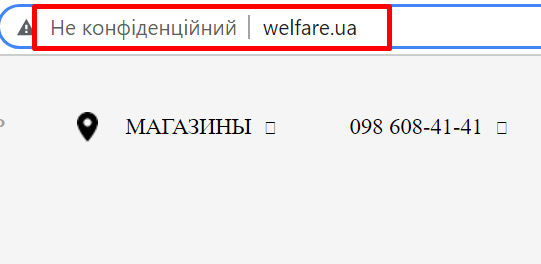 Не конфіденційний | welfare.ua
МАГАЗИНЫ 098 608-41-41